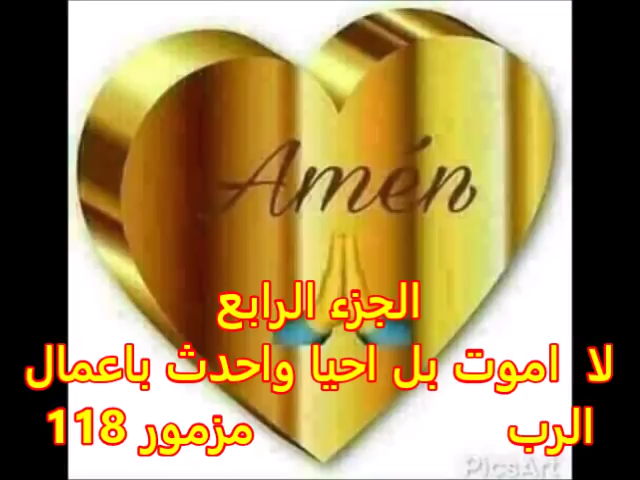 Amén
الجزء الرابع
لا اموت بل احيا واحدث باعمال
الرب مزمور 118
PicsArt